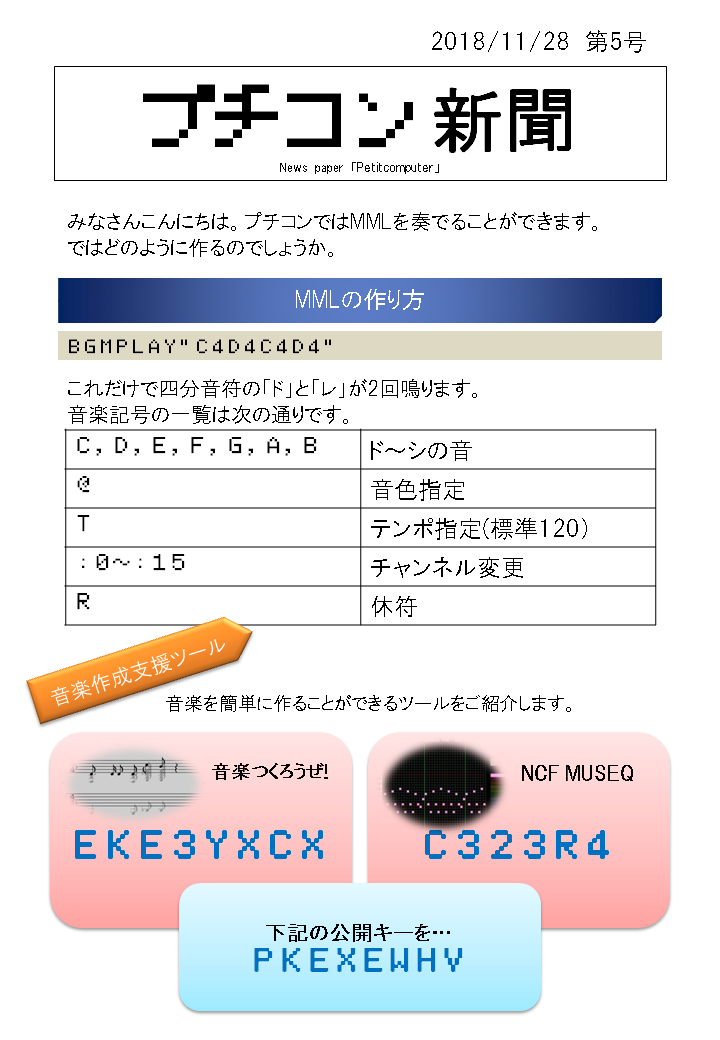 2018/11/28 第5号
プチコン新聞
News paper 「Petitcomputer」
みなさんこんにちは。プチコンではMMLを奏でることができます。
ではどのように作るのでしょうか。
MMLの作り方
BGMPLAY"C4D4C4D4"
これだけで四分音符の「ド」と「レ」が2回鳴ります。
音楽記号の一覧は次の通りです。
C,D,E,F,G,A,B ド～シの音
@ 音色指定
T テンポ指定(標準120)
:0～:15 チャンネル変更
R 休符
音楽作成支援ツール
音楽を簡単に作ることができるツールをご紹介します。
音楽つくろうぜ!
EKE3YXCX
NCF MUSEQ
C323R4
下記の公開キーを…
PKEXEWHV